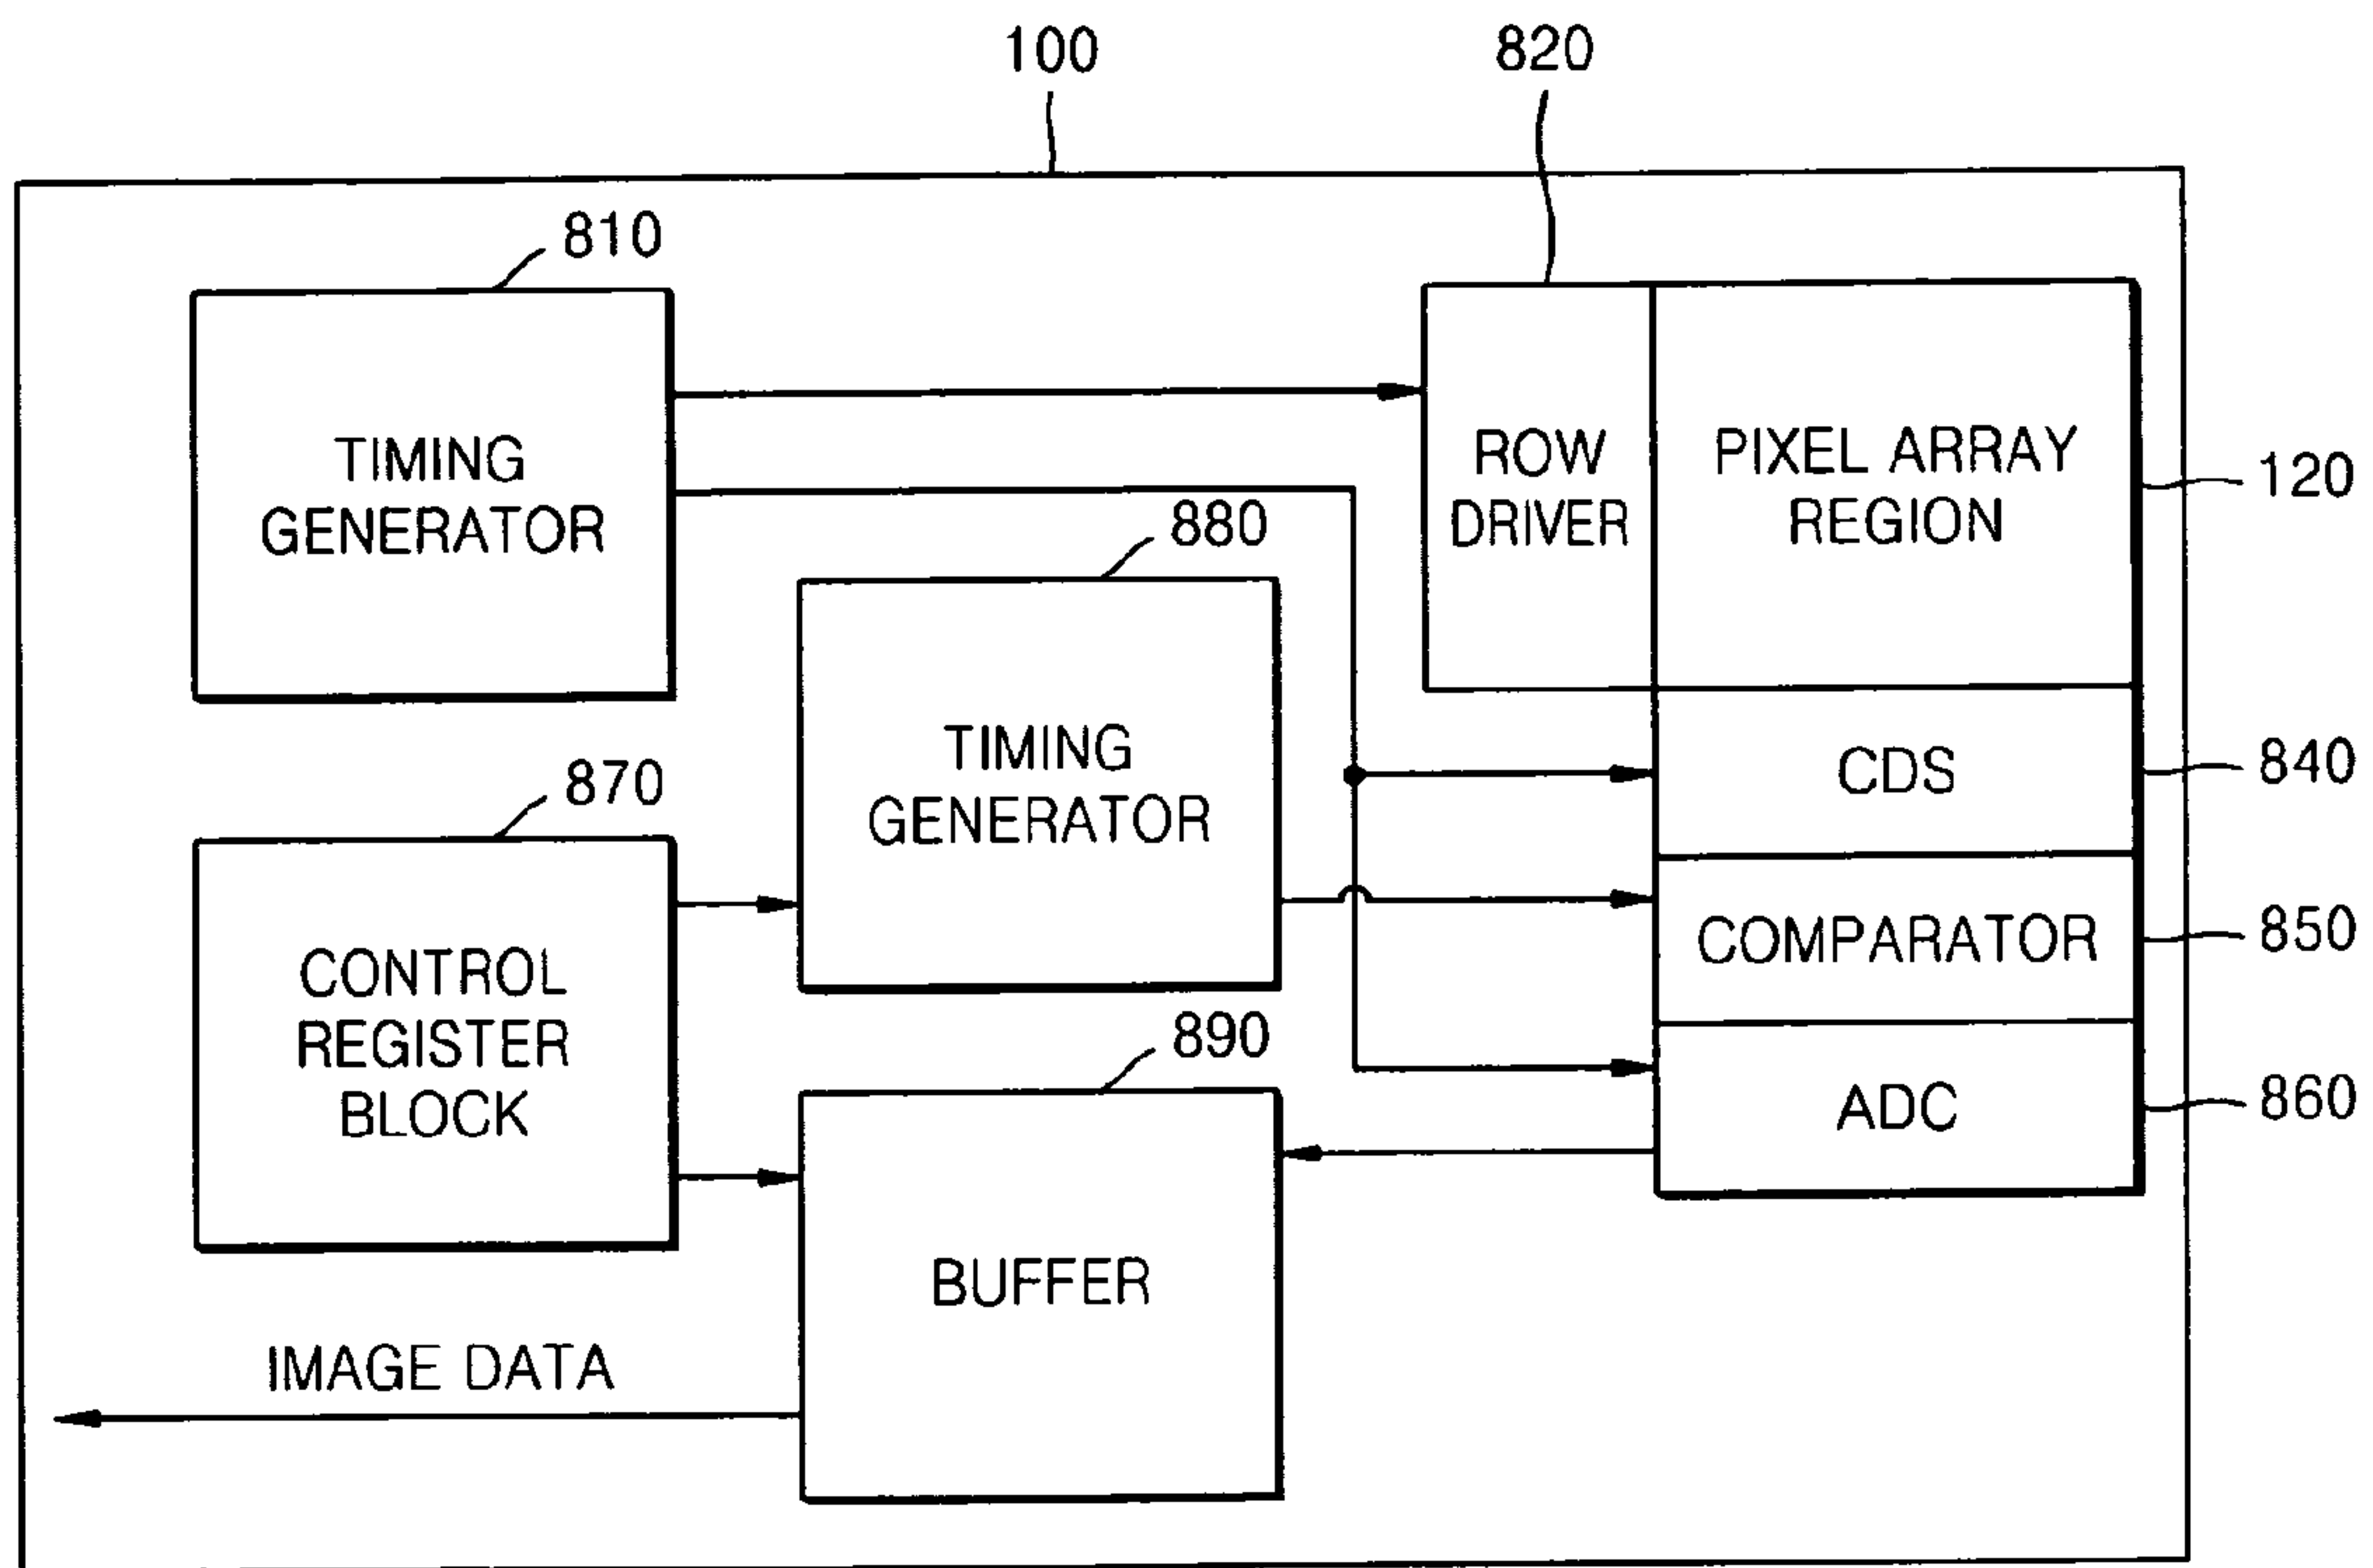 100
820
810
TIMING
GENERATOR
ROW
DRIVER
PIXEL ARRAY
REGION
120
880
TIMING
GENERATOR
CDS
840
870
CONTROL
REGISTER
BLOCK
COMPARATOR
850
890
BUFFER
ADC
860
IMAGE DATA